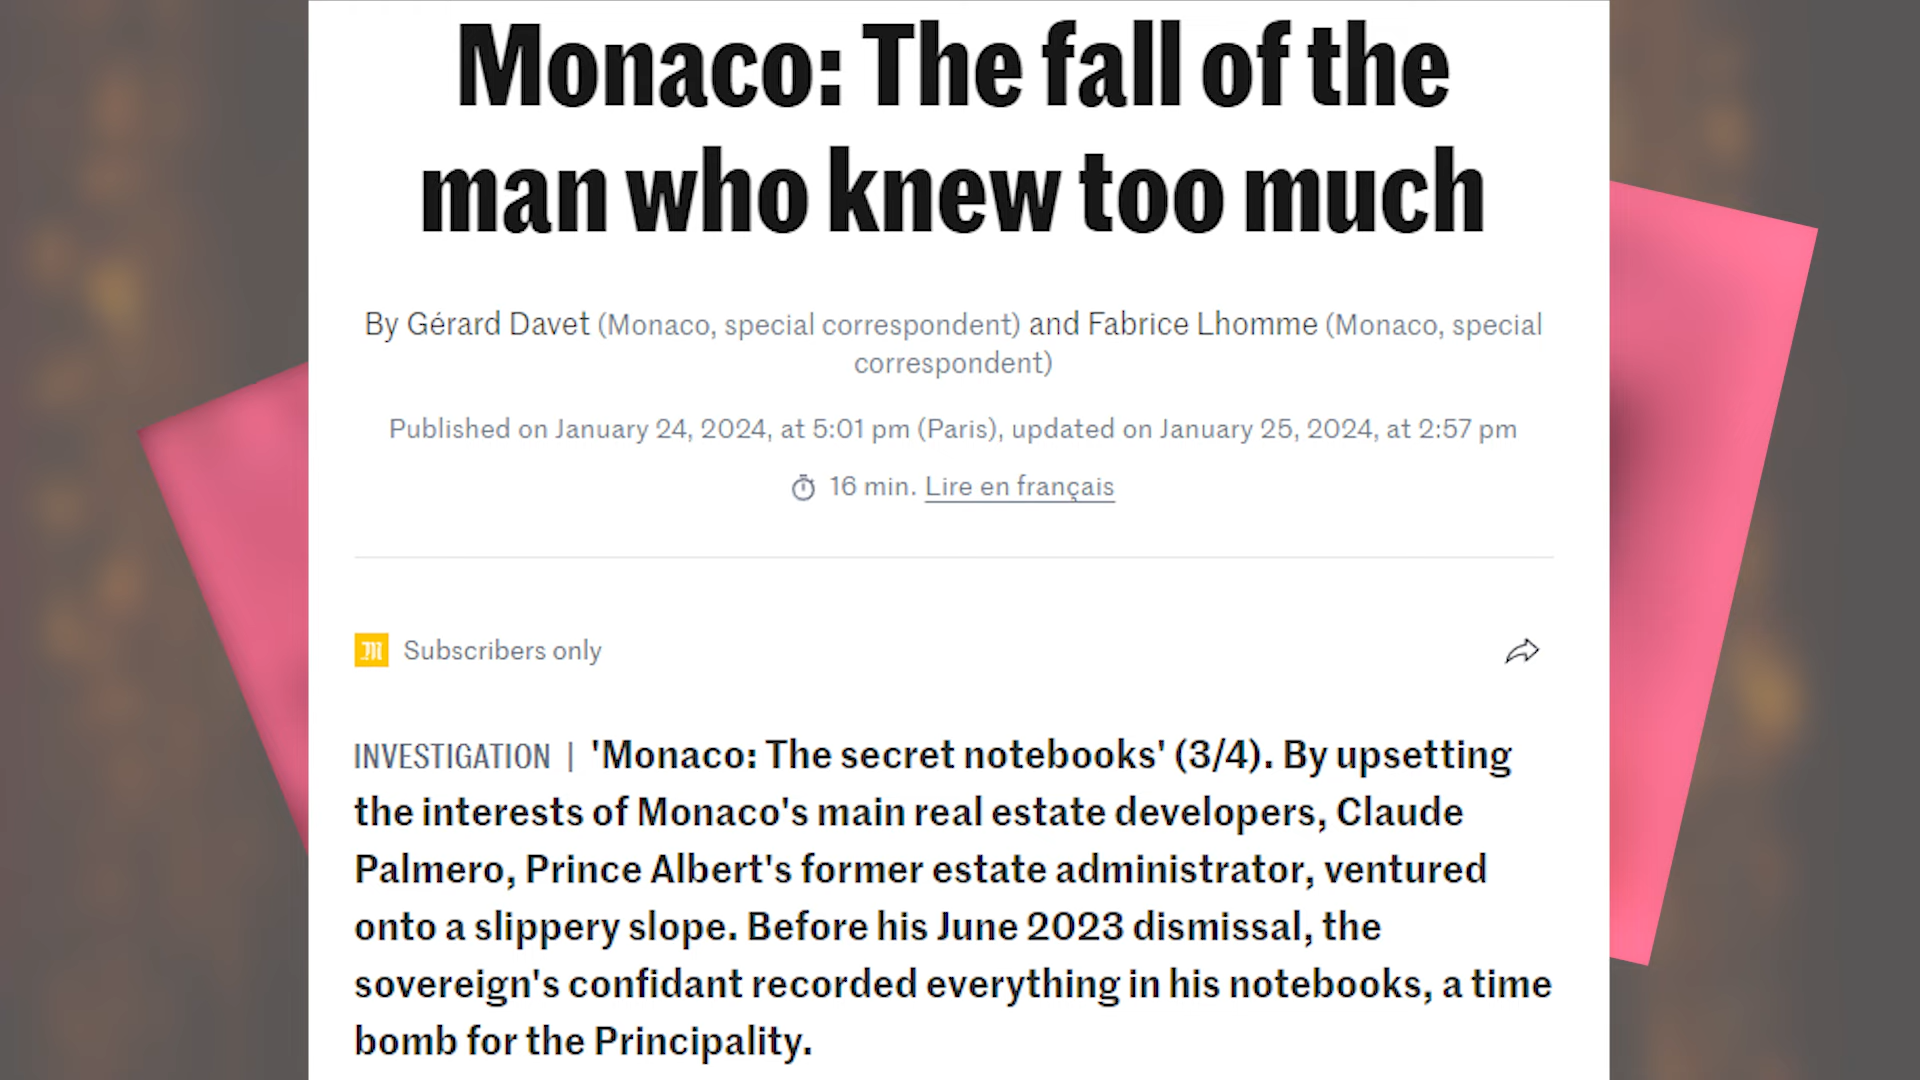 Monaco: The fall of the
man who knew too much
By Gérard Davet (Monaco, special correspondent) and Fabrice Lhomme (Monaco, special
correspondent)
Published on January 24, 2024, at 5:01 pm (Paris), updated on January 25, 2024, at 2:57 pm
16 min. Lire en français
Subscribers only
INVESTIGATION | 'Monaco: The secret notebooks' (3/4). By upsetting
the interests of Monaco's main real estate developers, Claude
Palmero, Prince Albert's former estate administrator, ventured
onto a slippery slope. Before his June 2023 dismissal, the
sovereign's confidant recorded everything in his notebooks, a time
bomb for the Principality.